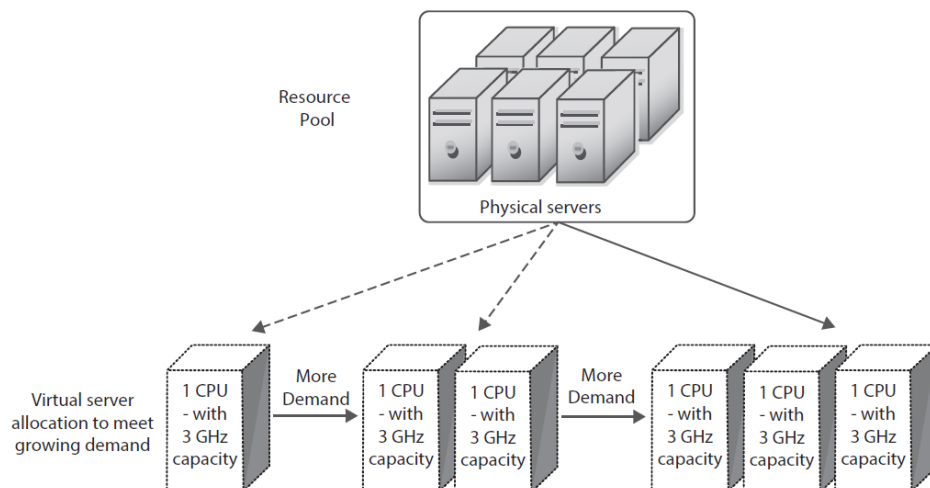 Resource
Pool
Physical servers
Virtual server
allocation to meet
growing demand
1 CPU
- with
3 GHz
capacity
More
Demand
1 CPU
- with
3 GHz
capacity
1 CPU
- with
3 GHz
capacity
More
Demand
1 CPU
- with
3 GHz
capacity
1 CPU
- with
3 GHz
capacity
1 CPU
- with
3 GHz
capacity